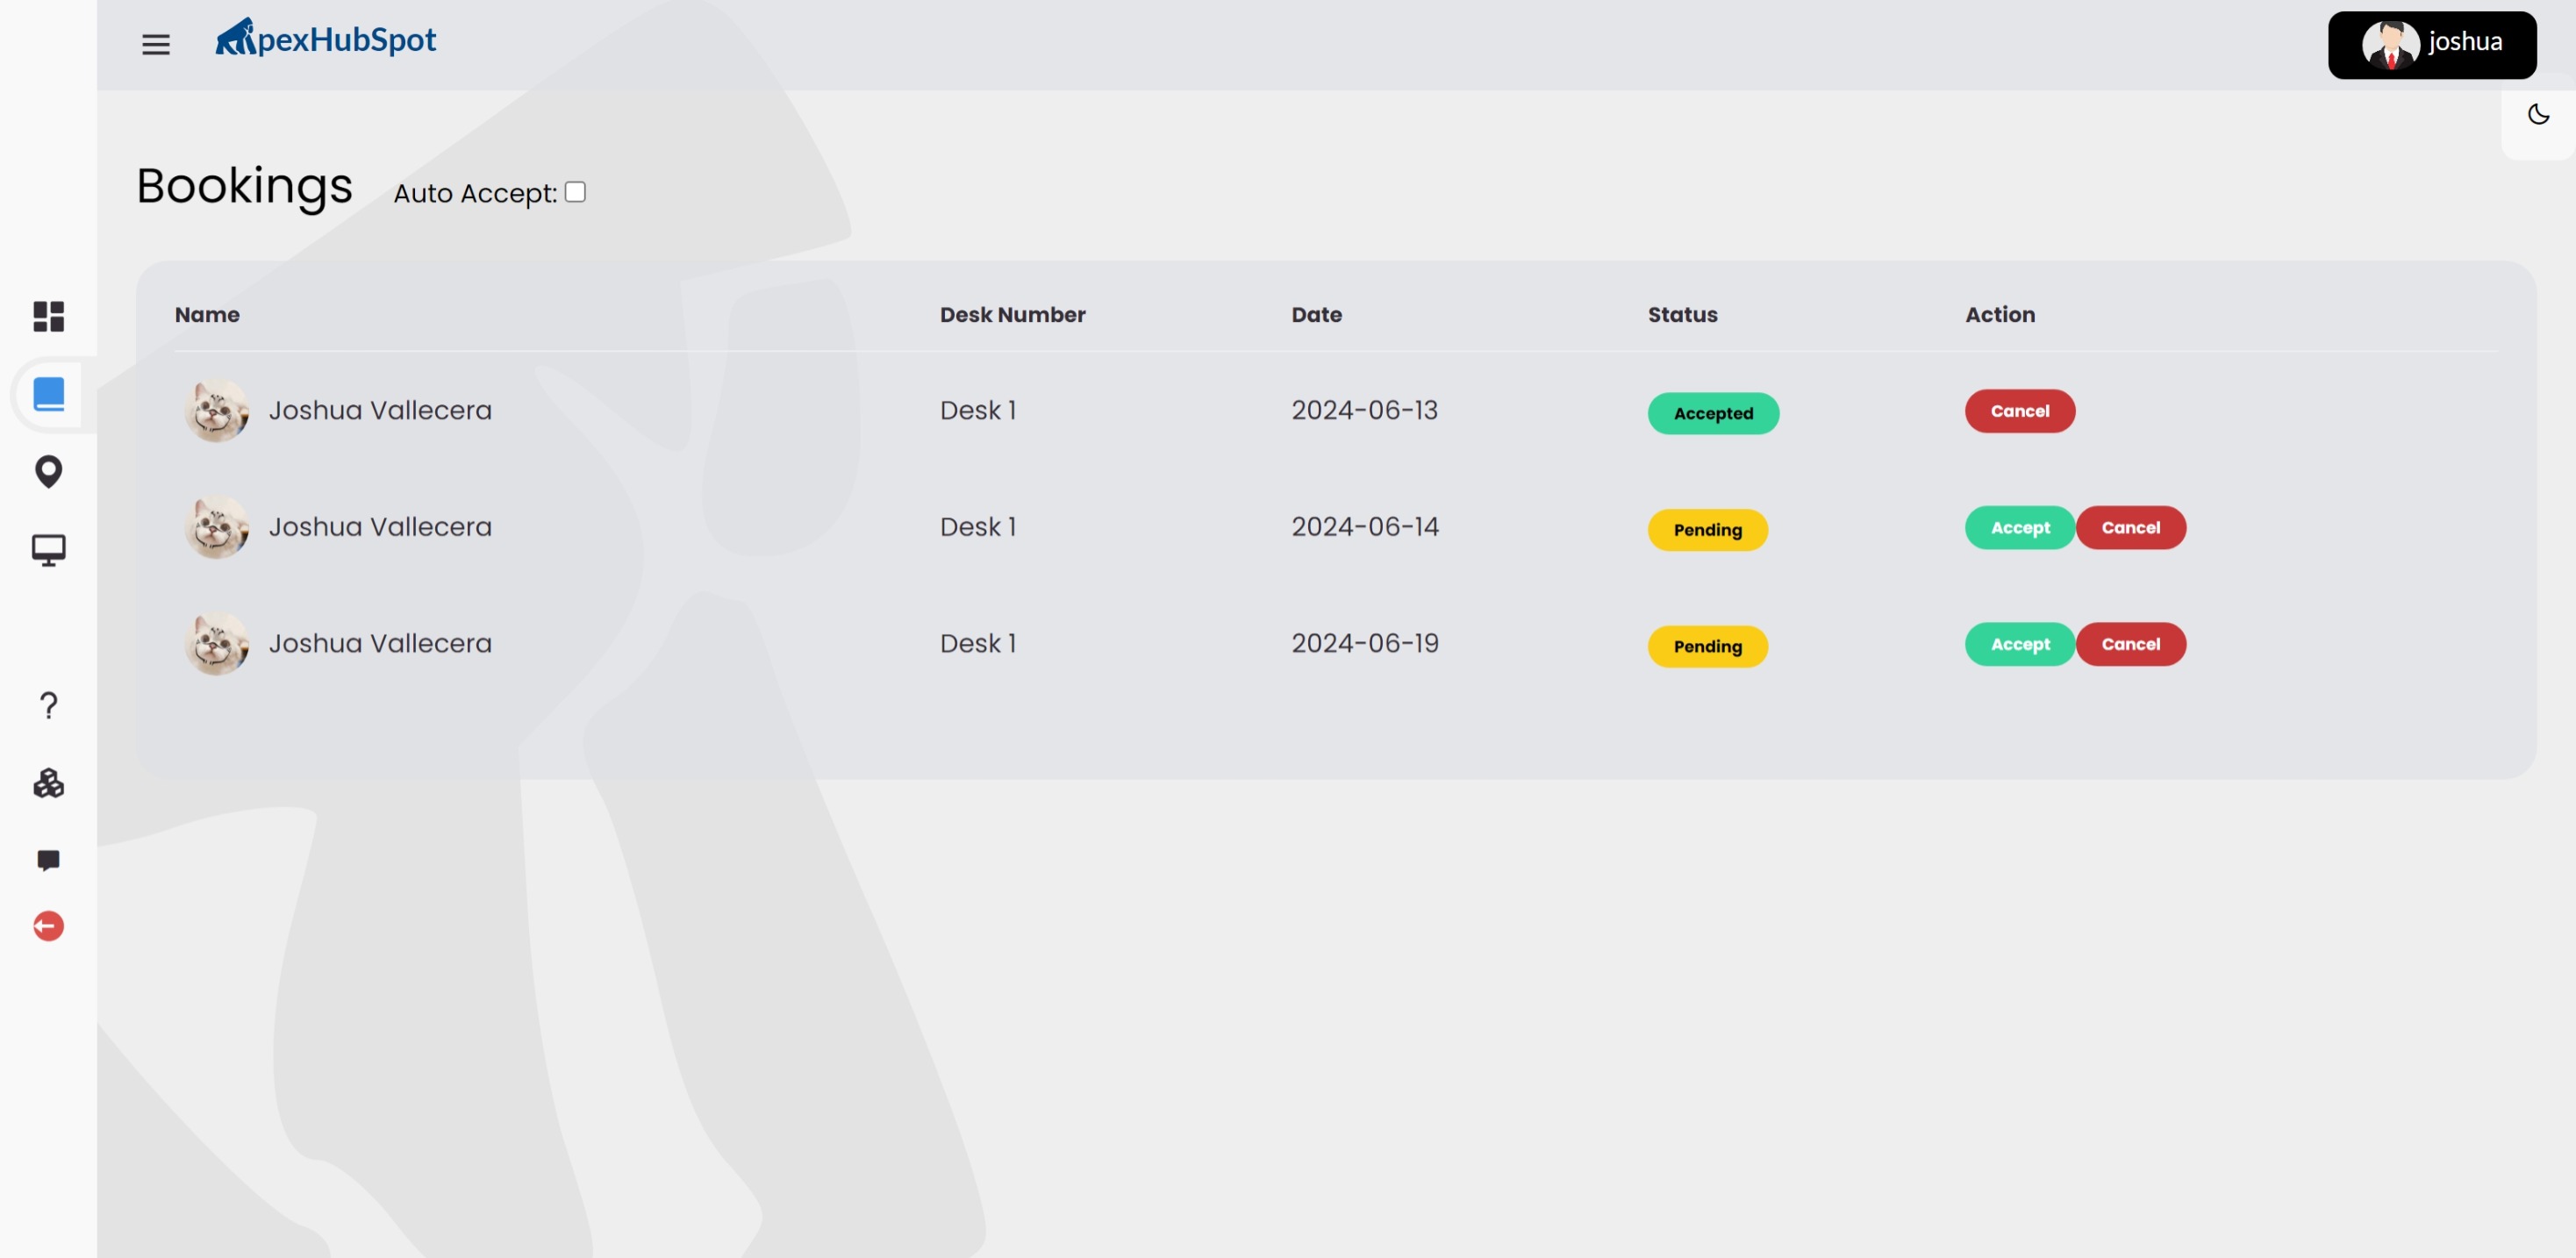 pexHubSpot
joshua
Bookings Auto Accept:
Name Desk Number Date Status Action
Joshua Vallecera Desk 1 2024-06-13 Accepted Cancel
Joshua Vallecera Desk 1 2024-06-14 Pending Accept Cancel
Joshua Vallecera Desk 1 2024-06-19 Pending Accept Cancel
?